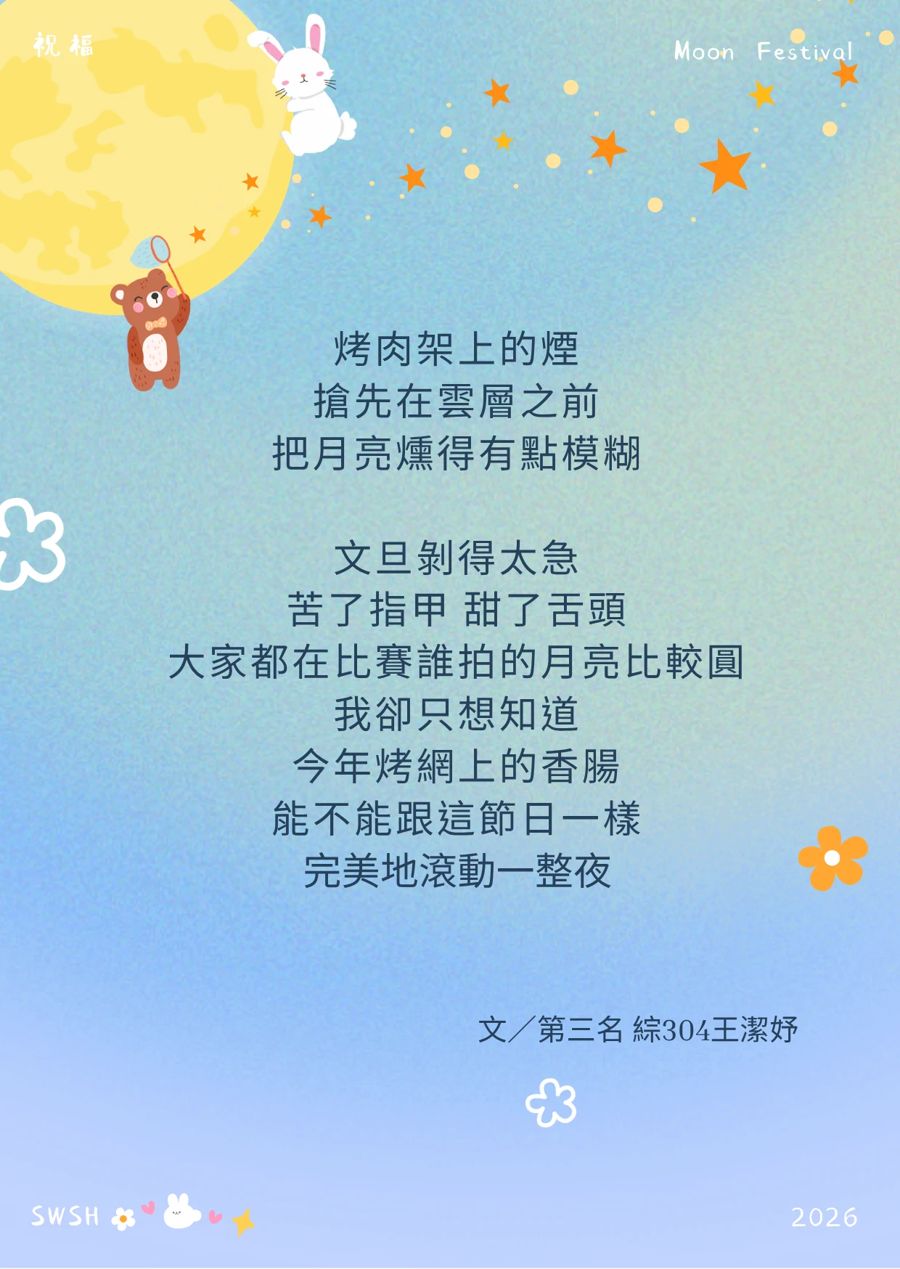 祝福
Moon Festival
烤肉架上的煙
搶先在雲層之前
把月亮燻得有點模糊
文旦剝得太急
苦了指甲 甜了舌頭
大家都在比賽誰拍的月亮比較圓
我卻只想知道
今年烤網上的香腸
能不能跟這節日一樣
完美地滾動一整夜
文／第三名 綜304王潔妤
SWSH
2026